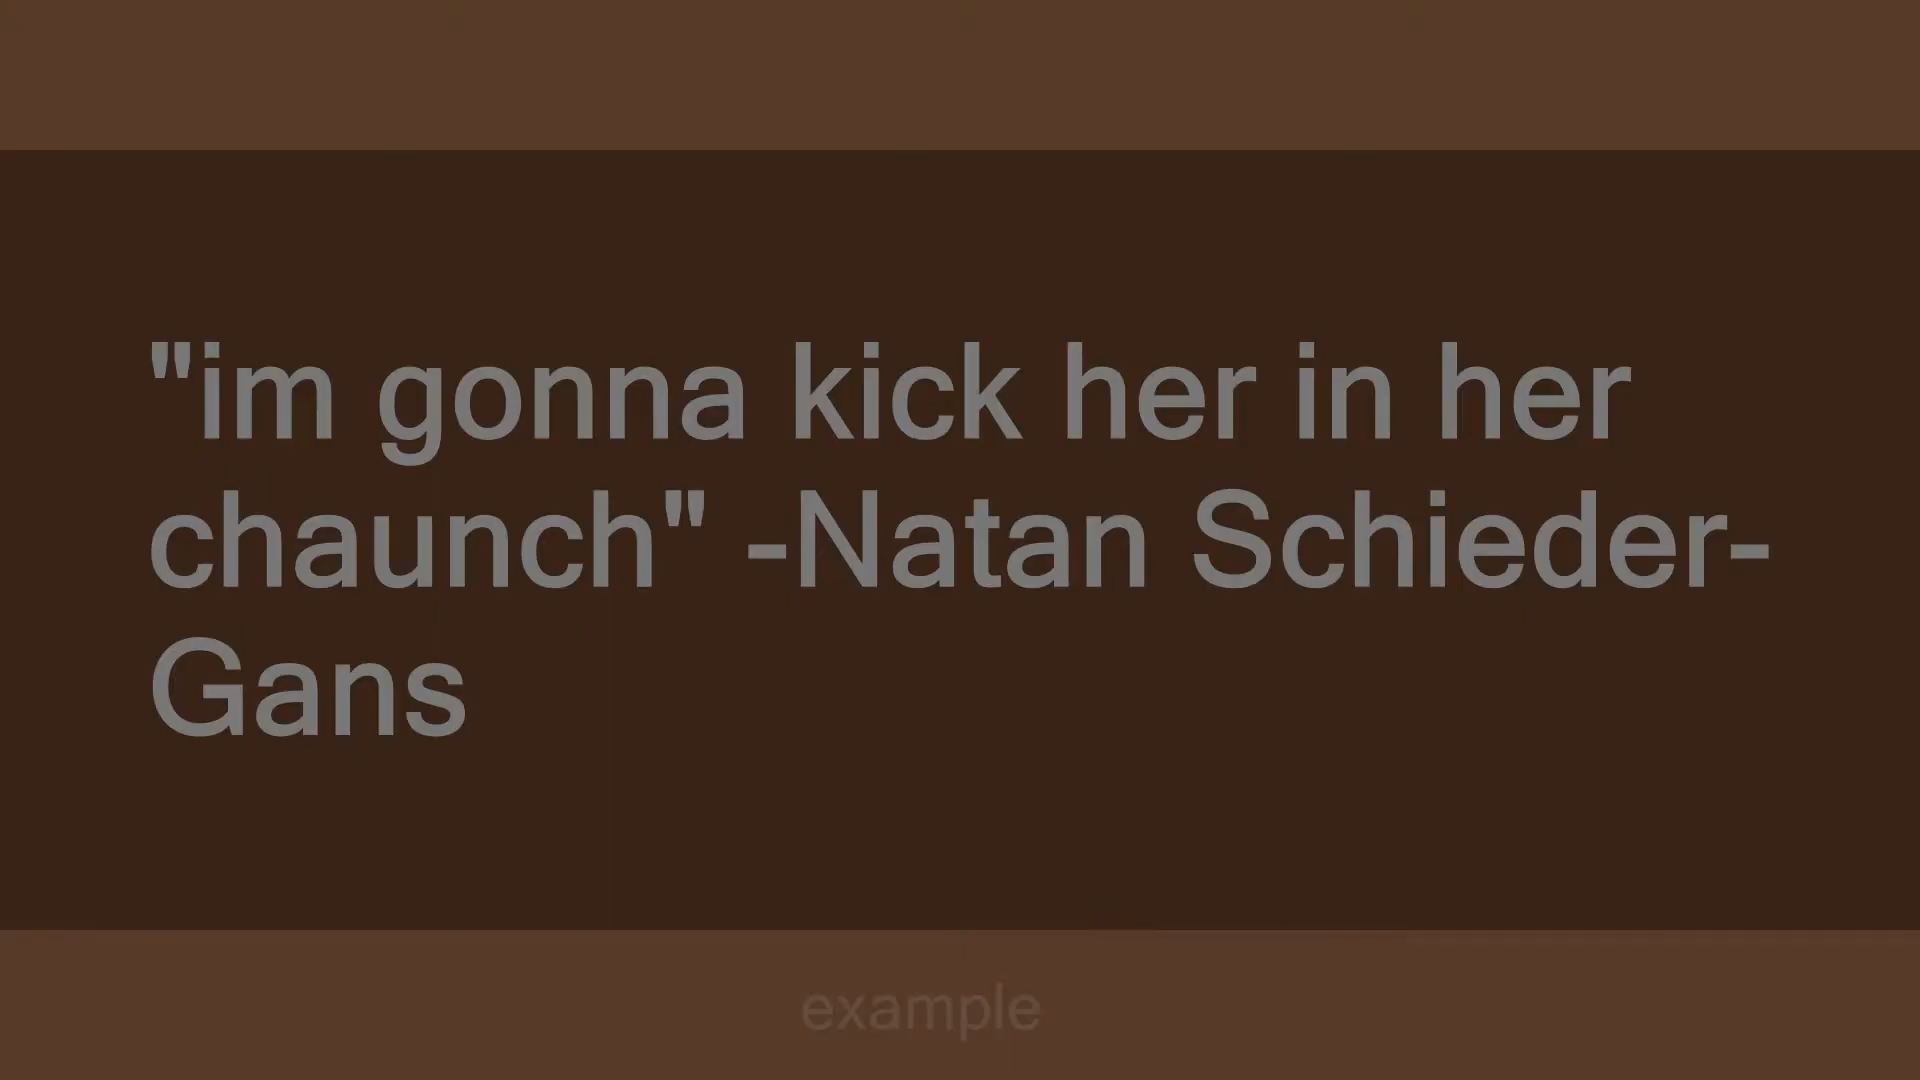 "im gonna kick her in her
chaunch" -Natan Schieder-
Gans
example